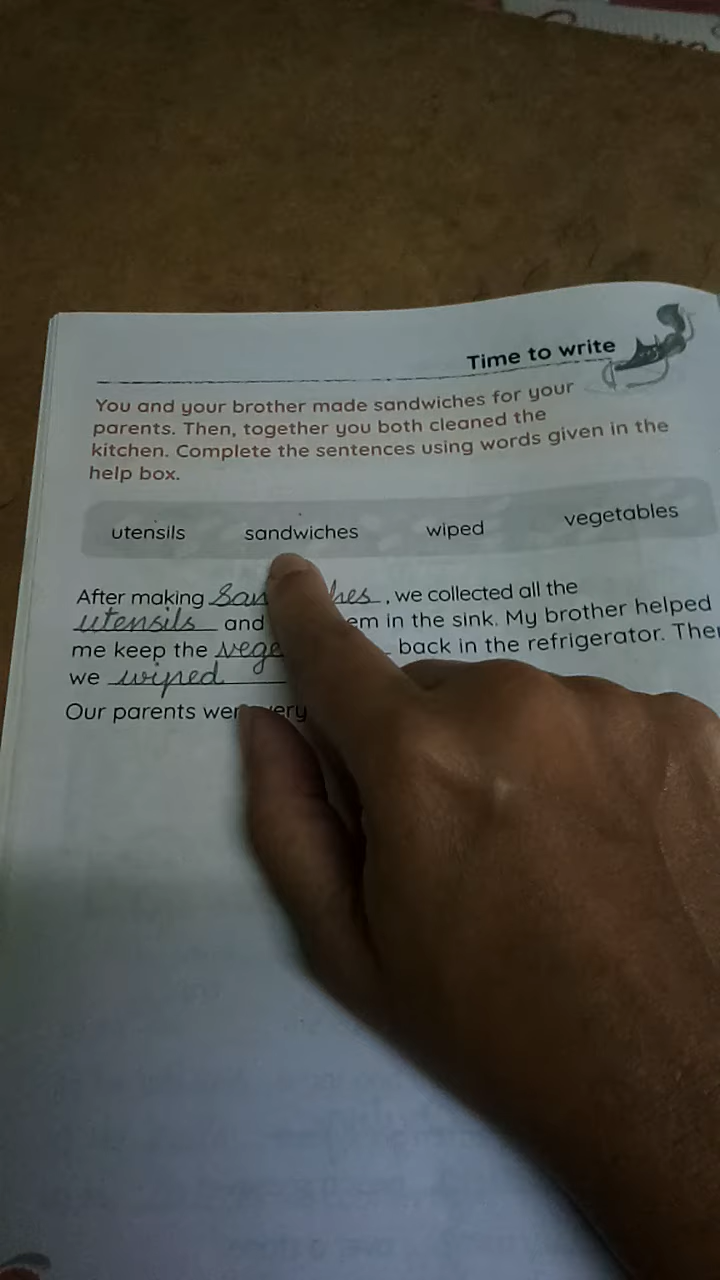 Time to write
You and your brother made sandwiches for your
parents. Then, together you both cleaned the
kitchen. Complete the sentences using words given in the
help box.
utensils sandwiches wiped vegetables
After making , we collected all the
utensils and in the sink. My brother helped
me keep the back in the refrigerator.
we wiped
Our parents